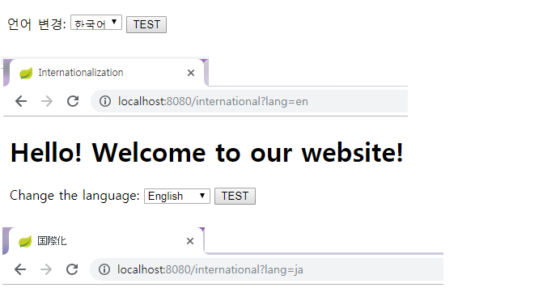 언어 변경: 한국어 TEST
Internationalization
localhost:8080/international?lang=en
Hello! Welcome to our website!
Change the language: English TEST
国際化
localhost:8080/international?lang=ja